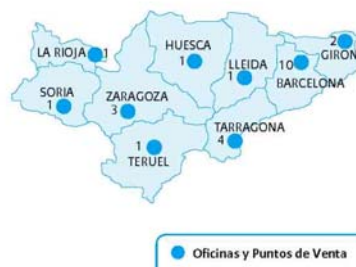 HUESCA
1
LA RIOJA 1
LLEIDA
1
2
GIRON
10
BARCELONA
SORIA
1
ZARAGOZA
3
TARRAGONA
4
1
TERUEL
Oficinas y Puntos de Venta